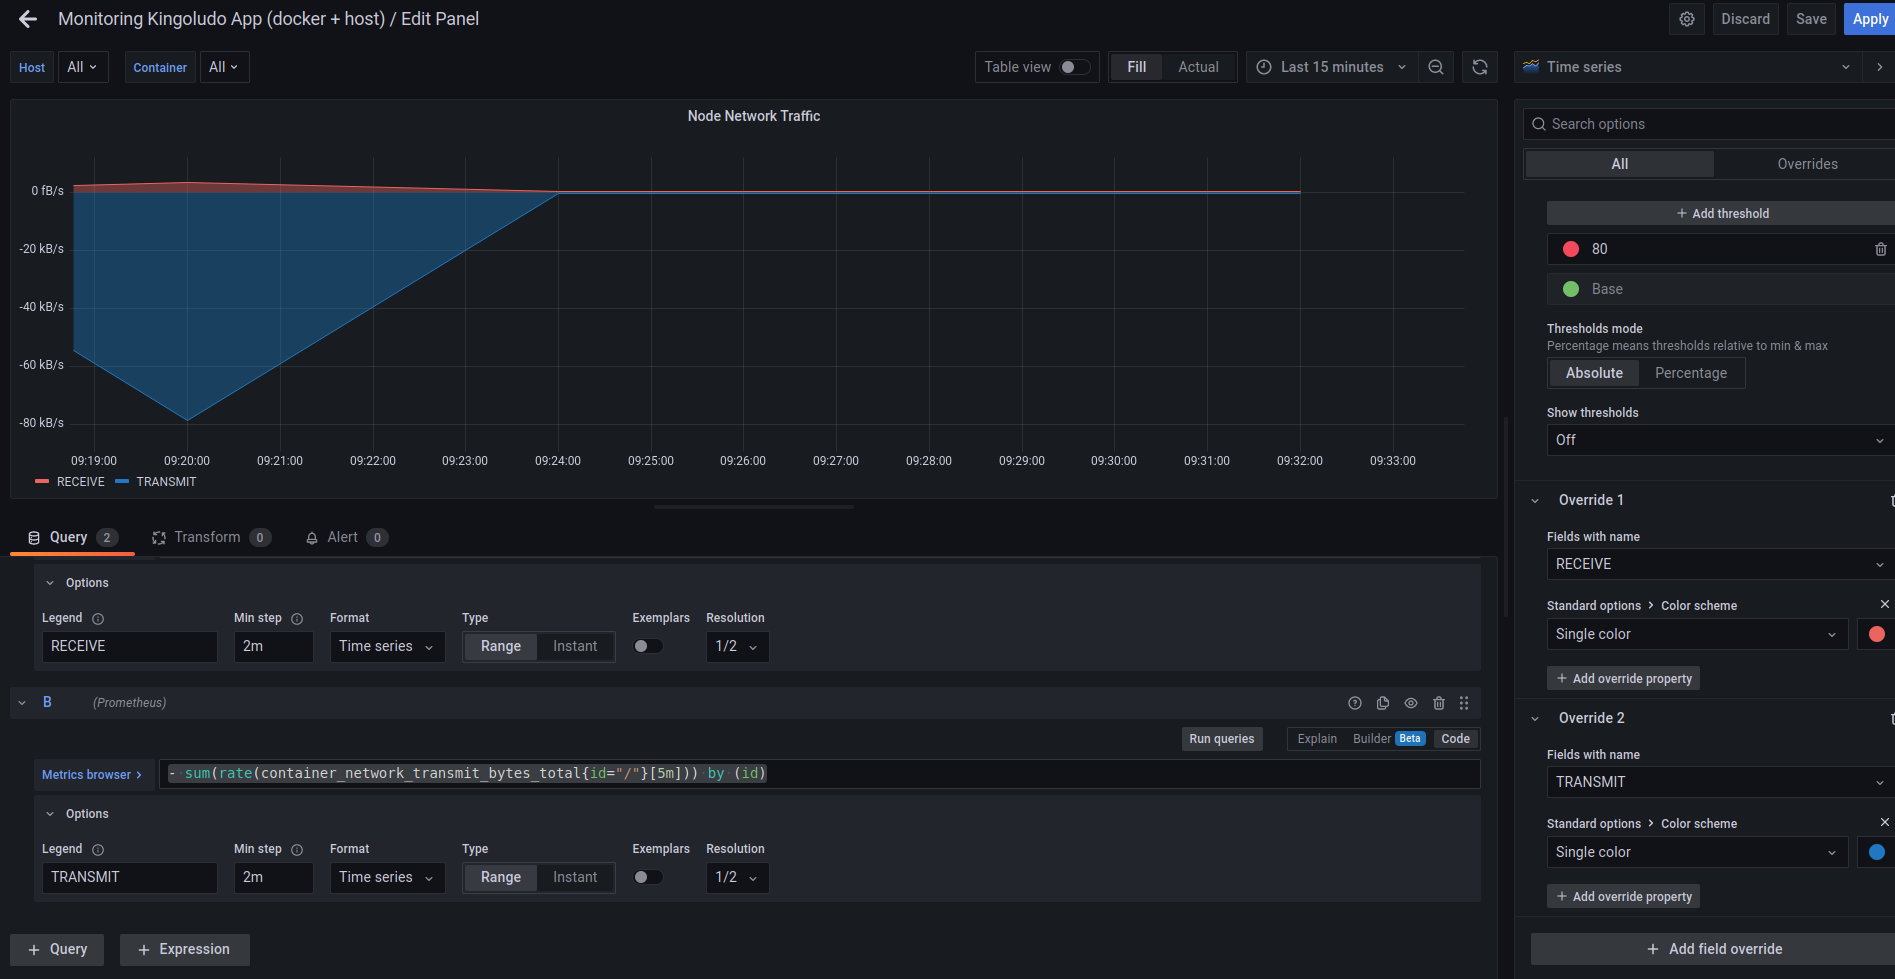 Monitoring Kingoludo App (docker + host) / Edit Panel
Discard
Save
Apply
Host
All
Container
All
Table view
Fill
Actual
Last 15 minutes
Time series
Node Network Traffic
0 fB/s
-20 kB/s
-40 kB/s
-60 kB/s
-80 kB/s
09:19:00 09:20:00 09:21:00 09:22:00 09:23:00 09:24:00 09:25:00 09:26:00 09:27:00 09:28:00 09:29:00 09:30:00 09:31:00 09:32:00 09:33:00
RECEIVE TRANSMIT
Query 2
Transform 0
Alert 0
Options
Legend Min step Format Type Exemplars Resolution
RECEIVE 2m Time series Range Instant 1/2
B (Prometheus)
Run queries Explain Builder Beta Code
Metrics browser > - sum(rate(container_network_transmit_bytes_total{id="/"}[5m])) by (id)
Options
Legend Min step Format Type Exemplars Resolution
TRANSMIT 2m Time series Range Instant 1/2
+ Query
+ Expression
Search options
All
Overrides
+ Add threshold
80
Base
Thresholds mode
Percentage means thresholds relative to min & max
Absolute Percentage
Show thresholds
Off
Override 1
Fields with name
RECEIVE
Standard options > Color scheme
Single color
+ Add override property
Override 2
Fields with name
TRANSMIT
Standard options > Color scheme
Single color
+ Add override property
+ Add field override